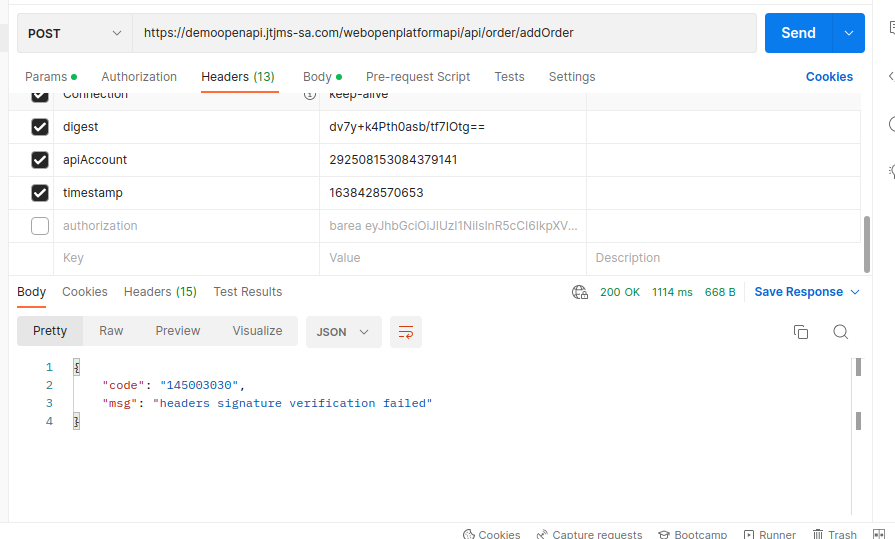 POST https://demoopenapi.jtjms-sa.com/webopenplatformapi/api/order/addOrder Send
Params Authorization Headers (13) Body Pre-request Script Tests Settings Cookies
Connection keep-alive
digest dv7y+k4Pth0asb/tf7IOtg==
apiAccount 292508153084379141
timestamp 1638428570653
authorization barea eyJhbGciOiJIUzI1NiIsInR5cCI6IkpXV...
Key Value Description
Body Cookies Headers (15) Test Results 200 OK 1114 ms 668 B Save Response
Pretty Raw Preview Visualize JSON
1 {
2 "code": "145003030",
3 "msg": "headers signature verification failed"
4 }
Cookies Capture requests Bootcamp Runner Trash